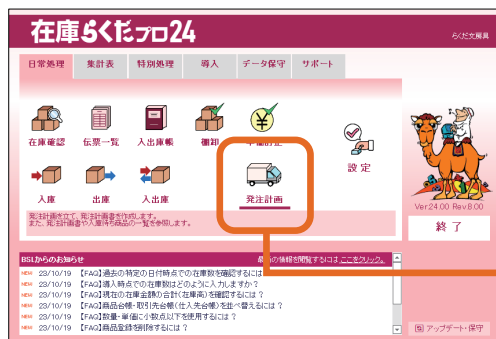 在庫らくだプロ24
らくだ文房具
日常処理 集計表 特別処理 導入 データ保守 サポート
在庫確認 伝票一覧 入出庫帳 棚卸
設定
入庫 出庫 入出庫 発注計画
Ver24.00 Rev8.00
終了
発注計画を立て、発注計画書を作成します。
また、発注計画書や入庫待ち商品の一覧を参照します。
BSLからのお知らせ の情報を閲覧するには、ここをクリック。
NEW 23/10/19 【FAQ】過去の特定の日付時点での在庫数を確認するには
NEW 23/10/19 【FAQ】導入時点での在庫数はどのように入力しますか？
NEW 23/10/19 【FAQ】現在の在庫金額の合計(在庫高)を確認するには？
NEW 23/10/19 【FAQ】商品台帳・取引先台帳(仕入先台帳)を並べ替えるには？
NEW 23/10/19 【FAQ】数量・単価に小数点以下を使用するには？
NEW 23/10/19 【FAQ】商品登録を削除するには？
アップデート・保守